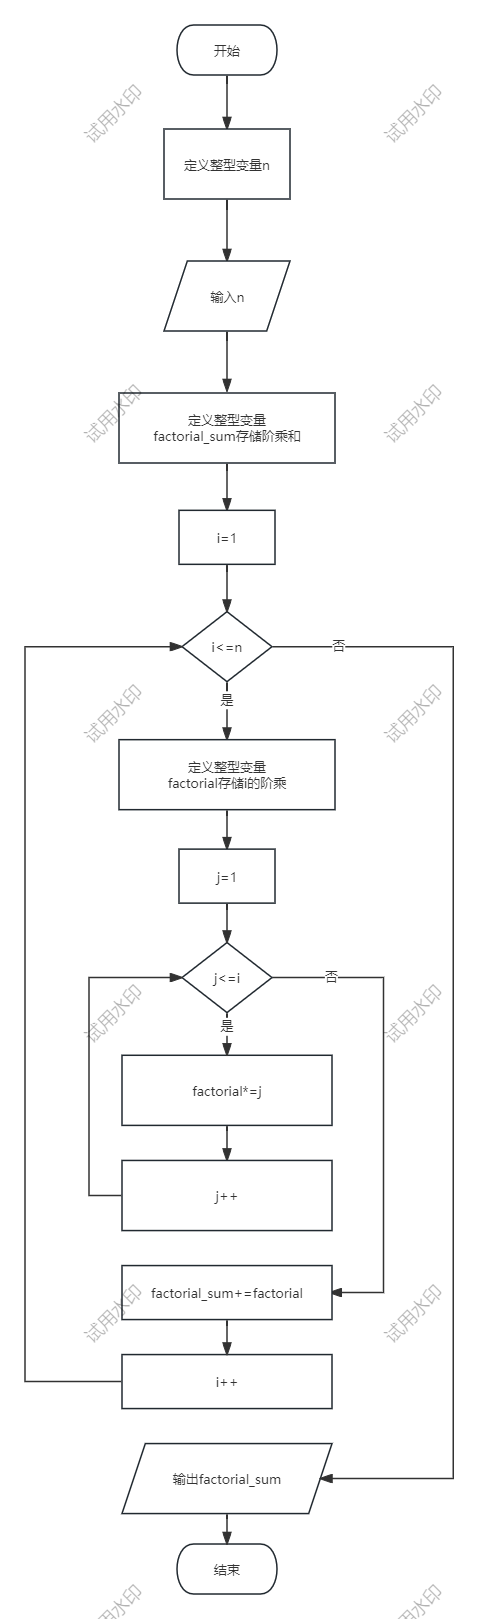 开始
试用水印
试用水印
定义整型变量n
输入n
试用水印
试用水印
定义整型变量
factorial_sum存储阶乘和
i=1
i<=n
否
是
试用水印
试用水印
定义整型变量
factorial存储i的阶乘
j=1
j<=i
否
试用水印
试用水印
是
factorial*=j
j++
factorial_sum+=factorial
试用水印
试用水印
i++
输出factorial_sum
结束
试用水印
试用水印